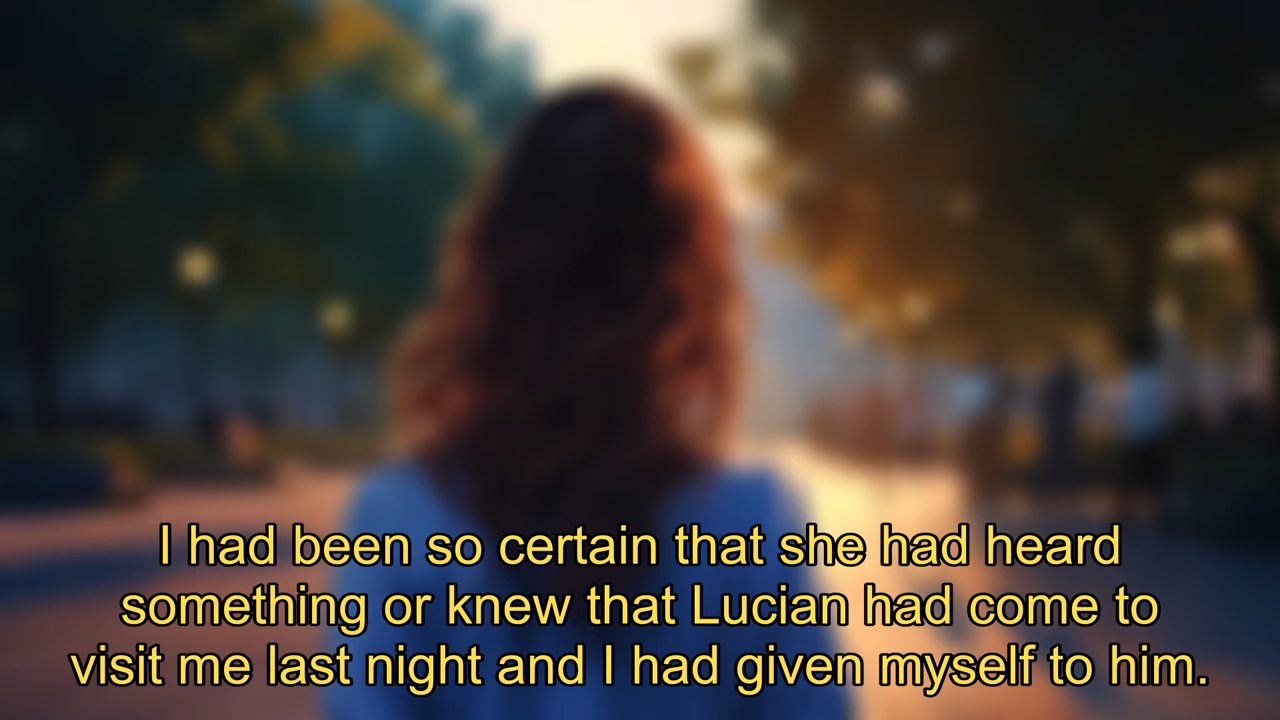 I had been so certain that she had heard
something or knew that Lucian had come to
visit me last night and I had given myself to him.